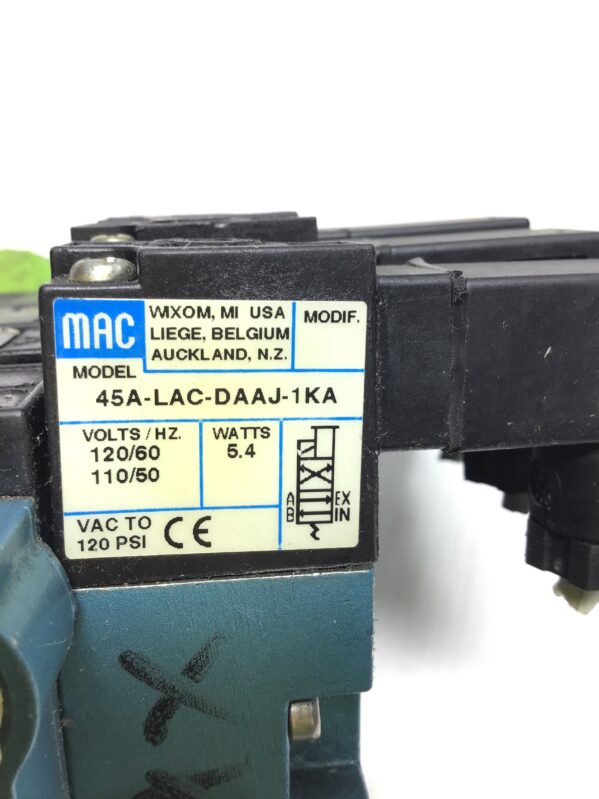 MAC
WIXOM, MI USA
LIEGE, BELGIUM
AUCKLAND, N.Z.
MODIF.
MODEL
45A-LAC-DAAJ-1KA
VOLTS/HZ.
120/60
110/50
WATTS
5.4
A EX
B IN
VAC TO
120 PSI
CE
X